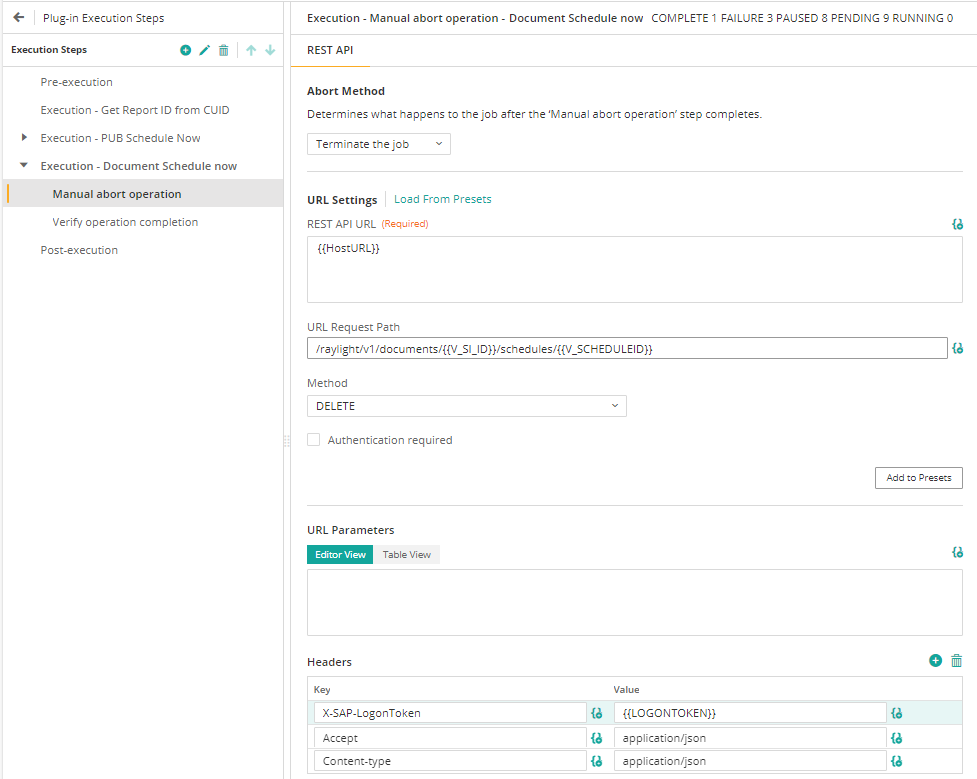 Plug-in Execution Steps
Execution Steps
Pre-execution
Execution - Get Report ID from CUID
Execution - PUB Schedule Now
Execution - Document Schedule now
Manual abort operation
Verify operation completion
Post-execution
Execution - Manual abort operation - Document Schedule now COMPLETE 1 FAILURE 3 PAUSED 8 PENDING 9 RUNNING 0
REST API
Abort Method
Determines what happens to the job after the 'Manual abort operation' step completes.
Terminate the job
URL Settings Load From Presets
REST API URL (Required)
{{HostURL}}
URL Request Path
/raylight/v1/documents/{{V_SI_ID}}/schedules/{{V_SCHEDULEID}}
Method
DELETE
Authentication required
Add to Presets
URL Parameters
Editor View Table View
Headers
Key Value
X-SAP-LogonToken {{LOGONTOKEN}}
Accept application/json
Content-type application/json